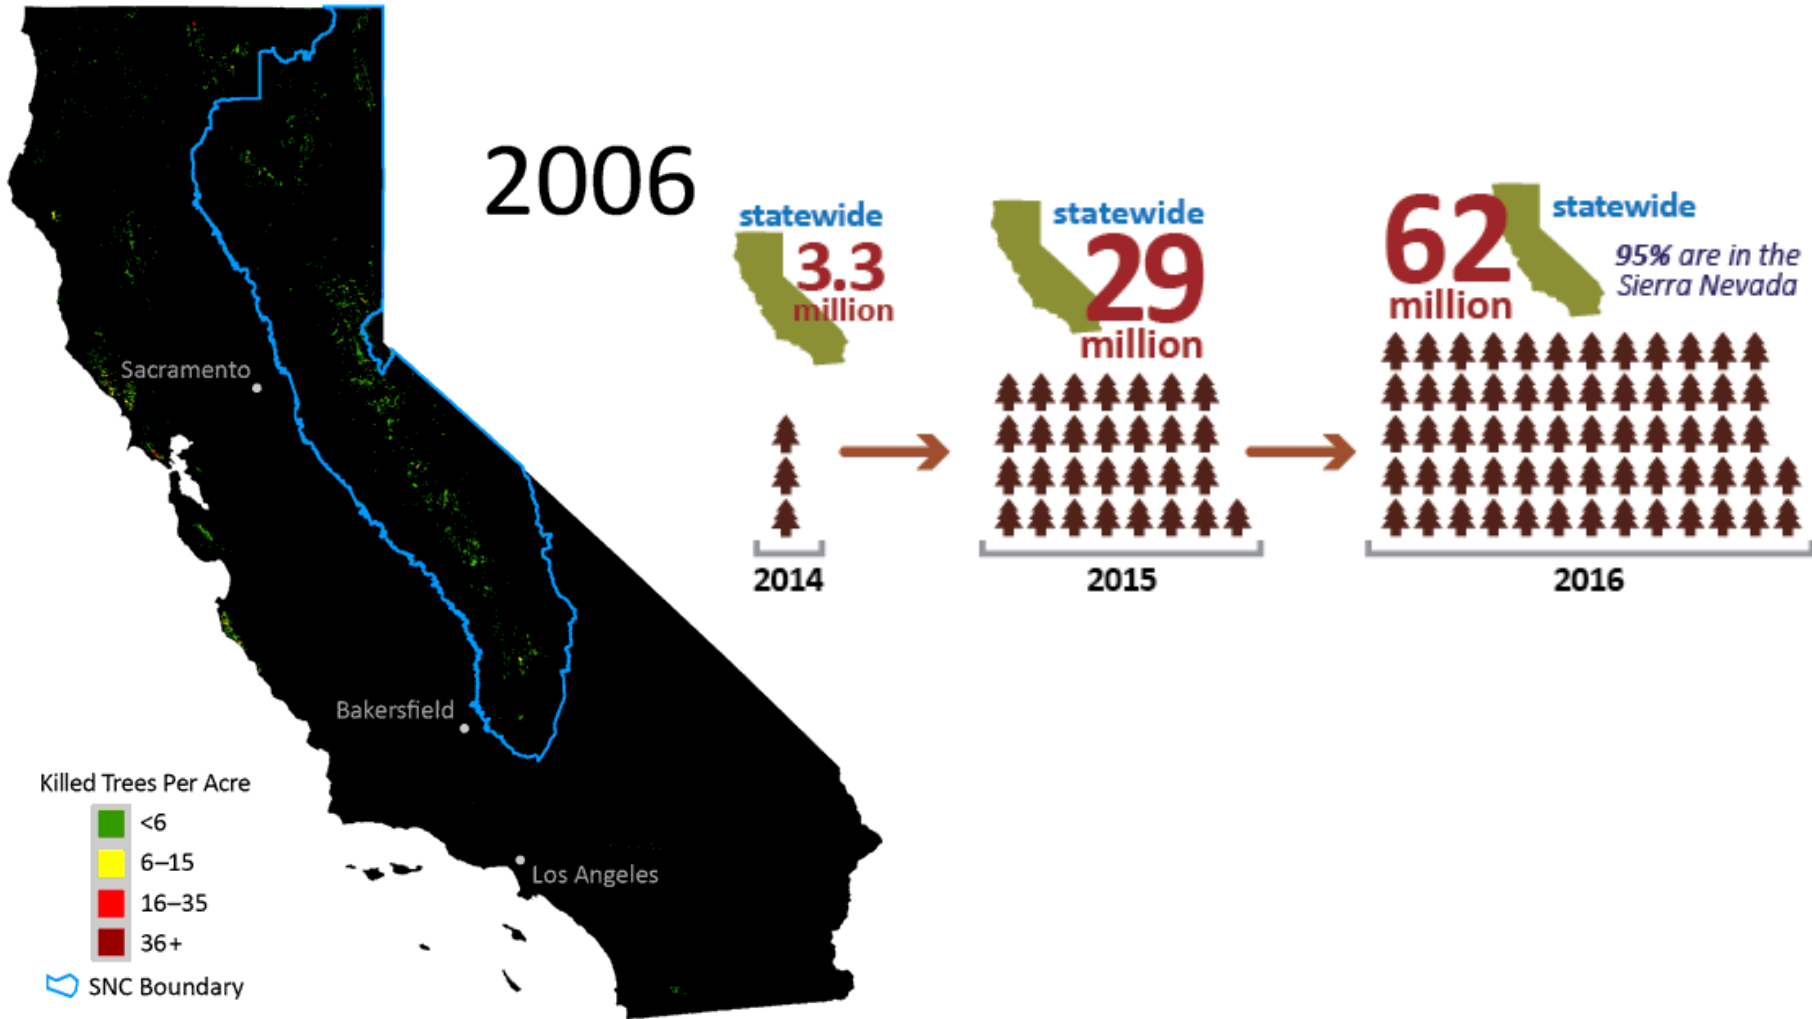 2006
statewide
3.3
million
2014
statewide
29
million
2015
62
million
statewide
95% are in the
Sierra Nevada
2016
Sacramento
Bakersfield
Los Angeles
Killed Trees Per Acre
<6
6–15
16–35
36+
SNC Boundary